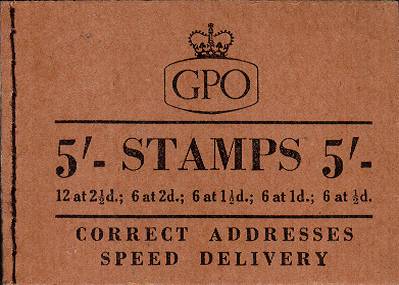 GPO
5/- STAMPS 5/-
12 at 2½d.; 6 at 2d.; 6 at 1½d.; 6 at 1d.; 6 at ½d.
CORRECT ADDRESSES
SPEED DELIVERY